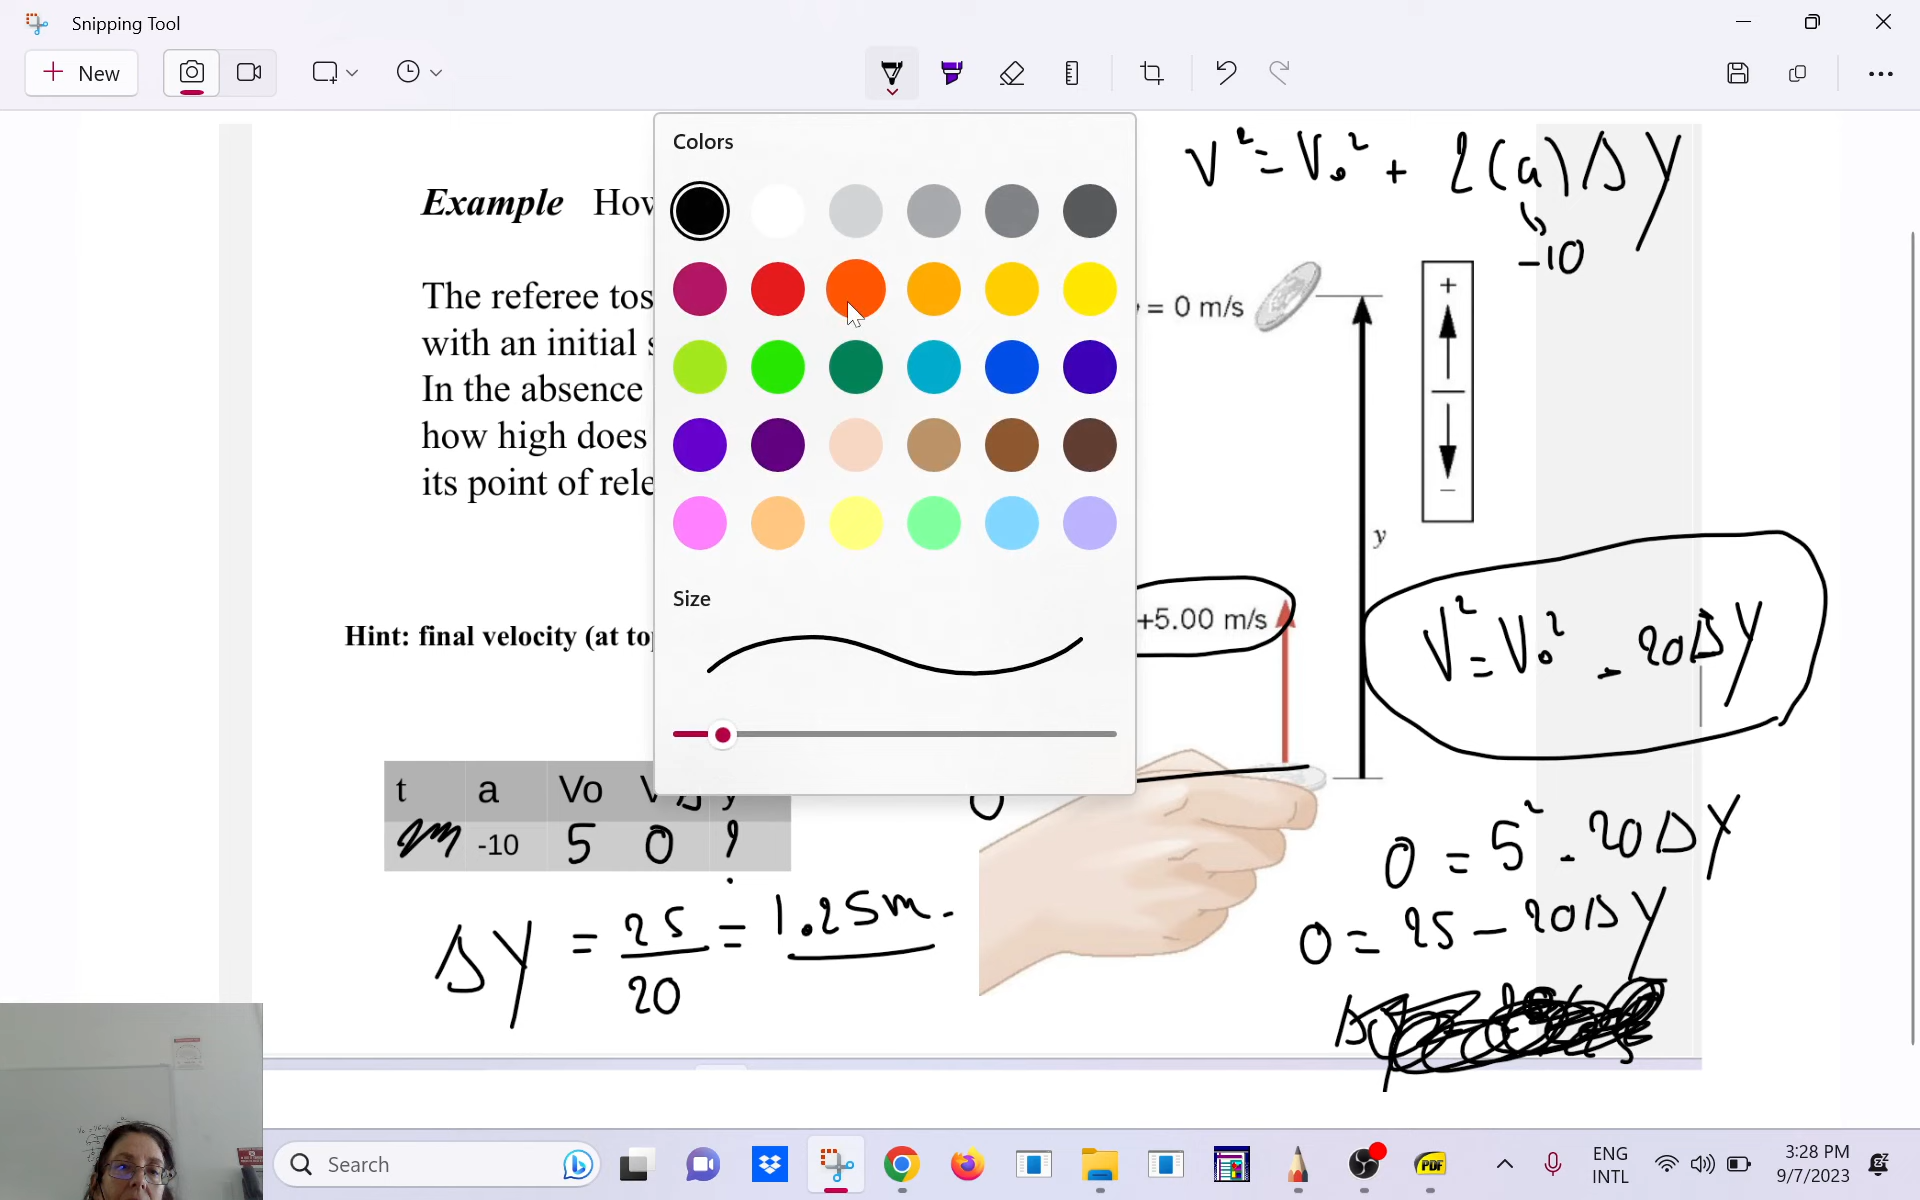 Snipping Tool
New
Colors
Example How
The referee tos
with an initial s
In the absence
how high does
its point of rele
Size
Hint: final velocity (at to
V² = V₀² + 2(a)ΔY
-10
= 0 m/s
+
−
y
+5.00 m/s
V² = V₀² - 20ΔY
t a Vo V Δy
-10 5 0 ?
0
0 = 5² - 20ΔY
0 = 25 - 20ΔY
ΔY = 25/20 = 1.25m.
Search
PDF
ENG
INTL
3:28 PM
9/7/2023